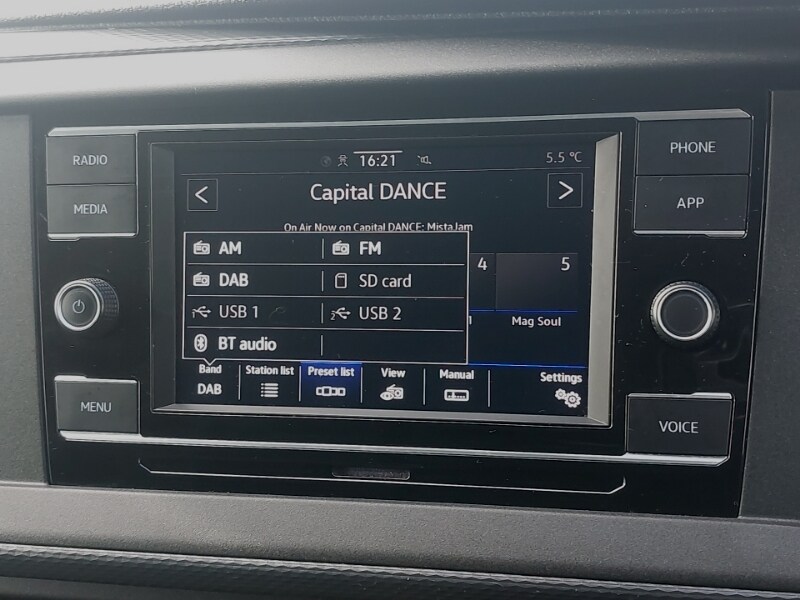 RADIO
MEDIA
MENU
16:21
5.5 °C
Capital DANCE
On Air Now on Capital DANCE: MistaJam
AM FM
DAB SD card
USB 1 USB 2
BT audio
4 5
1 Mag Soul
Band Station list Preset list View Manual Settings
DAB
PHONE
APP
VOICE